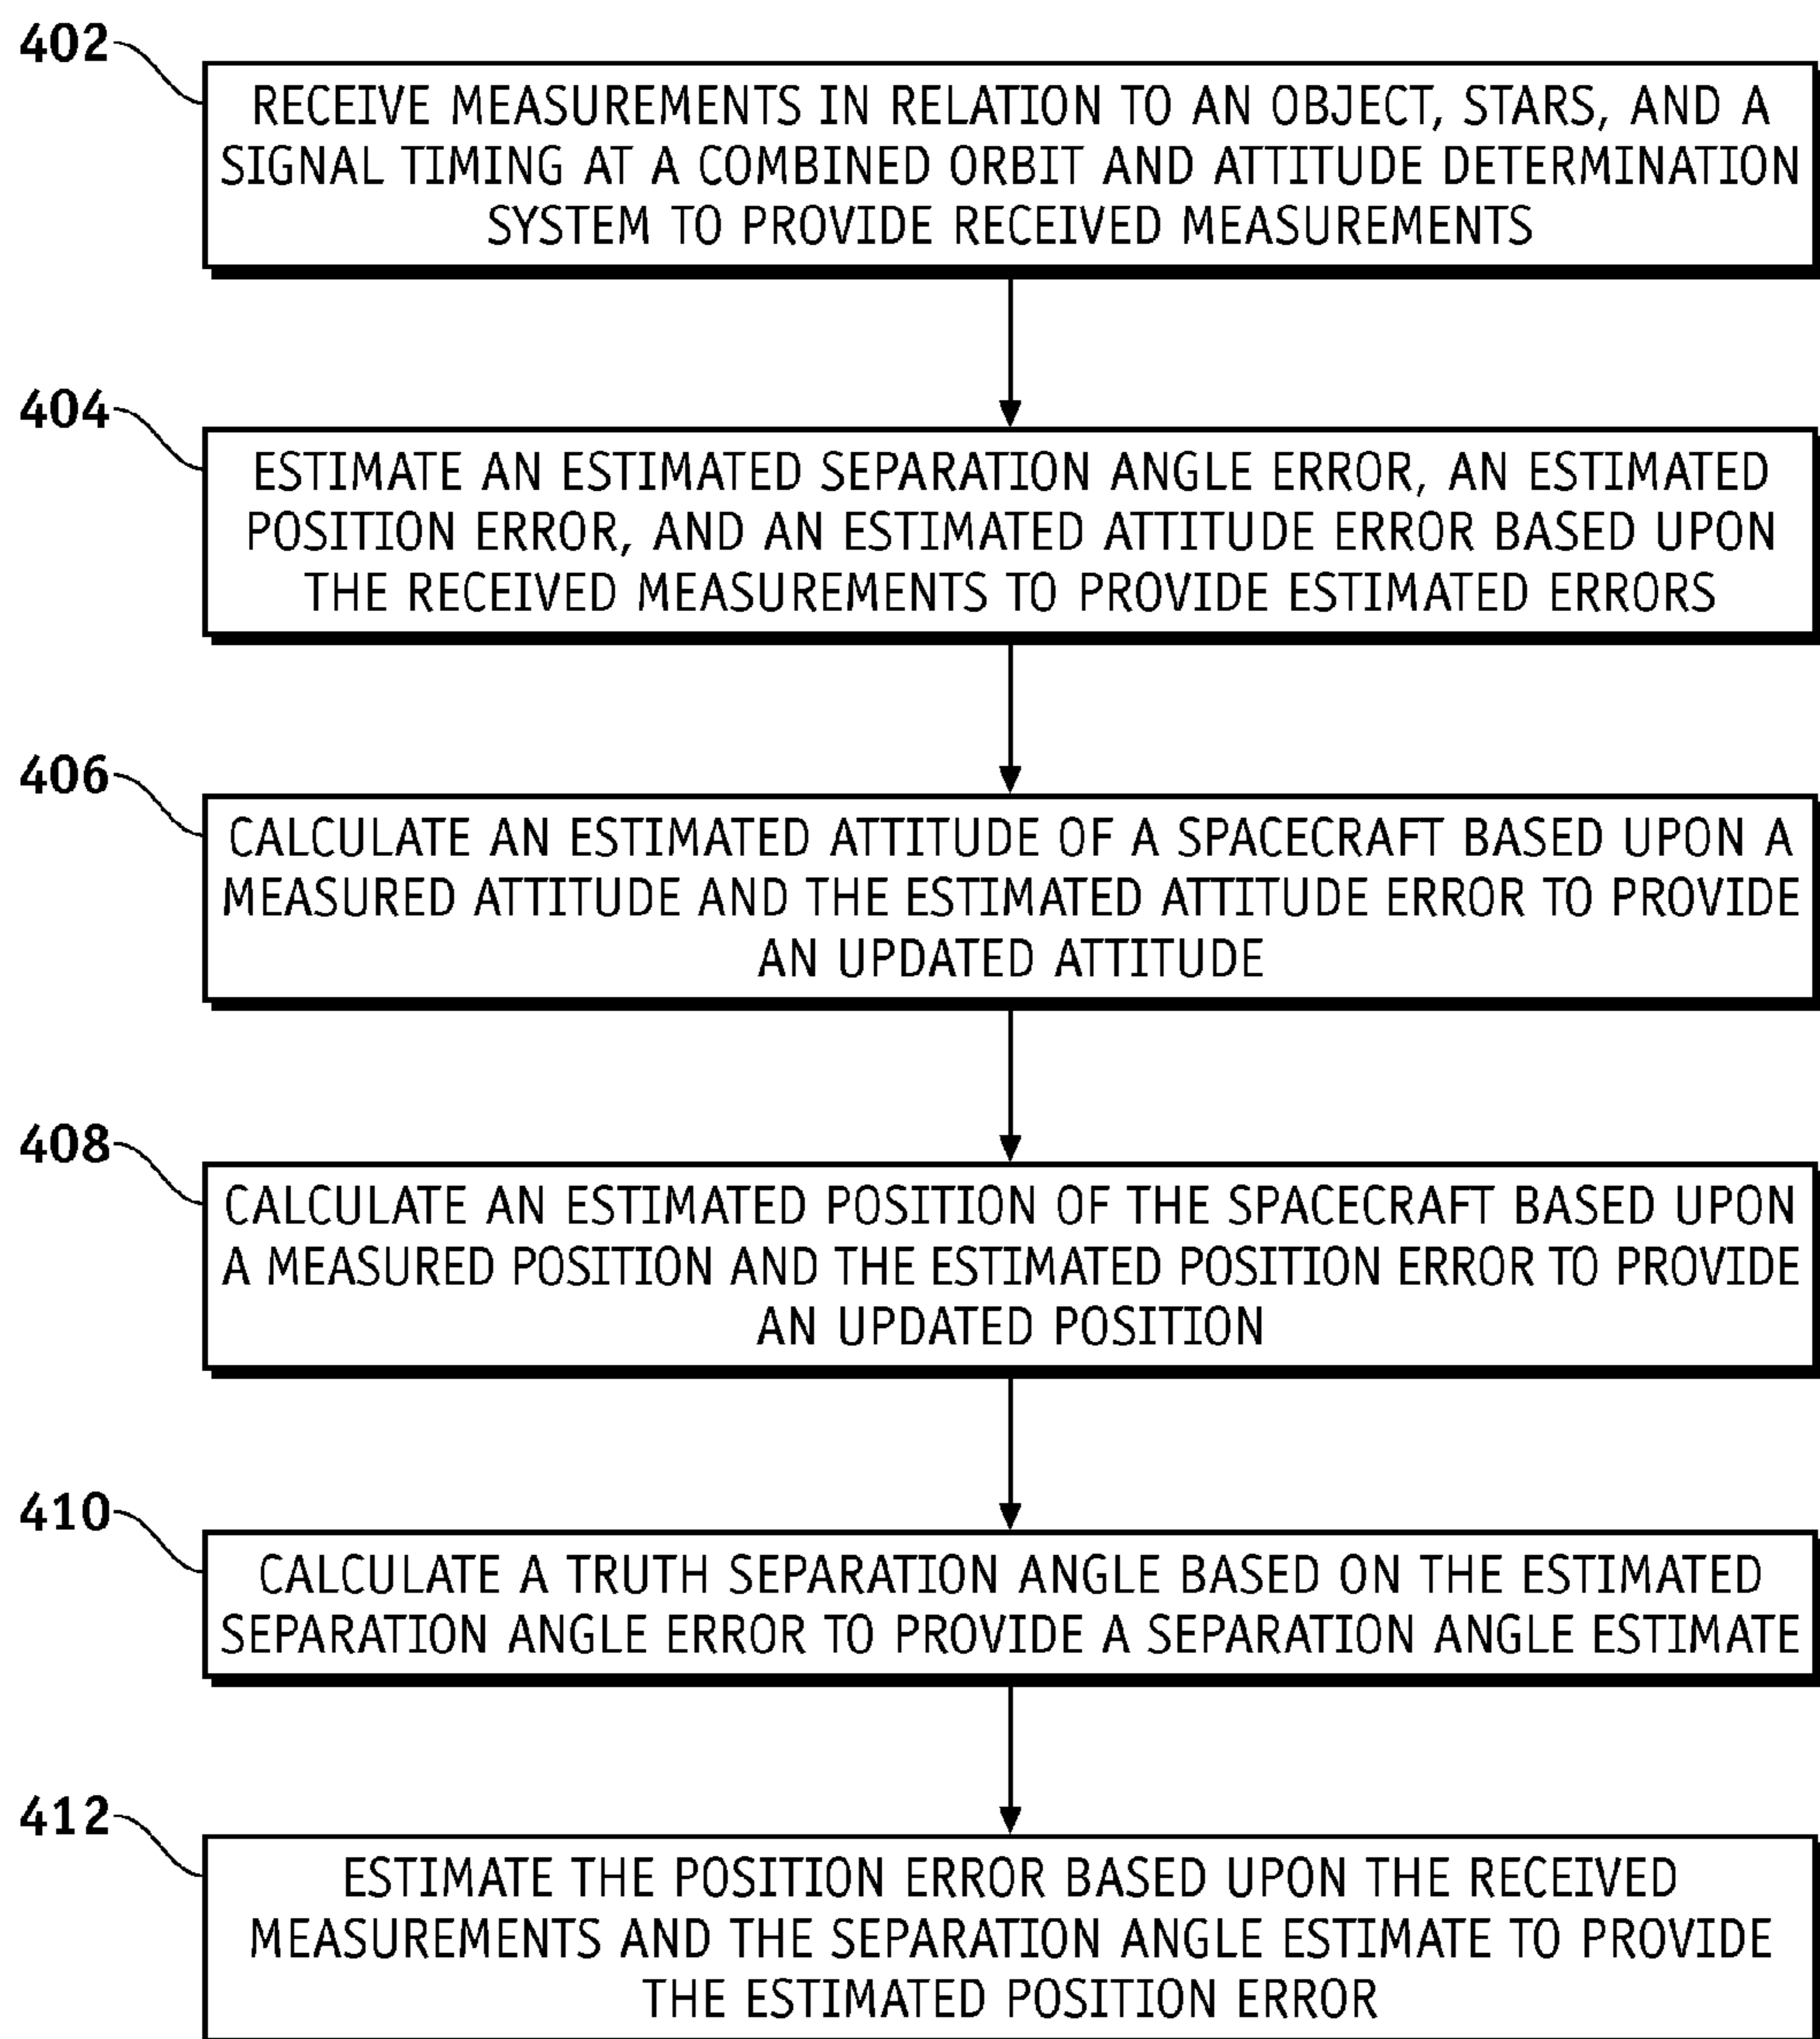 402
RECEIVE MEASUREMENTS IN RELATION TO AN OBJECT, STARS, AND A
SIGNAL TIMING AT A COMBINED ORBIT AND ATTITUDE DETERMINATION
SYSTEM TO PROVIDE RECEIVED MEASUREMENTS
404
ESTIMATE AN ESTIMATED SEPARATION ANGLE ERROR, AN ESTIMATED
POSITION ERROR, AND AN ESTIMATED ATTITUDE ERROR BASED UPON
THE RECEIVED MEASUREMENTS TO PROVIDE ESTIMATED ERRORS
406
CALCULATE AN ESTIMATED ATTITUDE OF A SPACECRAFT BASED UPON A
MEASURED ATTITUDE AND THE ESTIMATED ATTITUDE ERROR TO PROVIDE
AN UPDATED ATTITUDE
408
CALCULATE AN ESTIMATED POSITION OF THE SPACECRAFT BASED UPON
A MEASURED POSITION AND THE ESTIMATED POSITION ERROR TO PROVIDE
AN UPDATED POSITION
410
CALCULATE A TRUTH SEPARATION ANGLE BASED ON THE ESTIMATED
SEPARATION ANGLE ERROR TO PROVIDE A SEPARATION ANGLE ESTIMATE
412
ESTIMATE THE POSITION ERROR BASED UPON THE RECEIVED
MEASUREMENTS AND THE SEPARATION ANGLE ESTIMATE TO PROVIDE
THE ESTIMATED POSITION ERROR